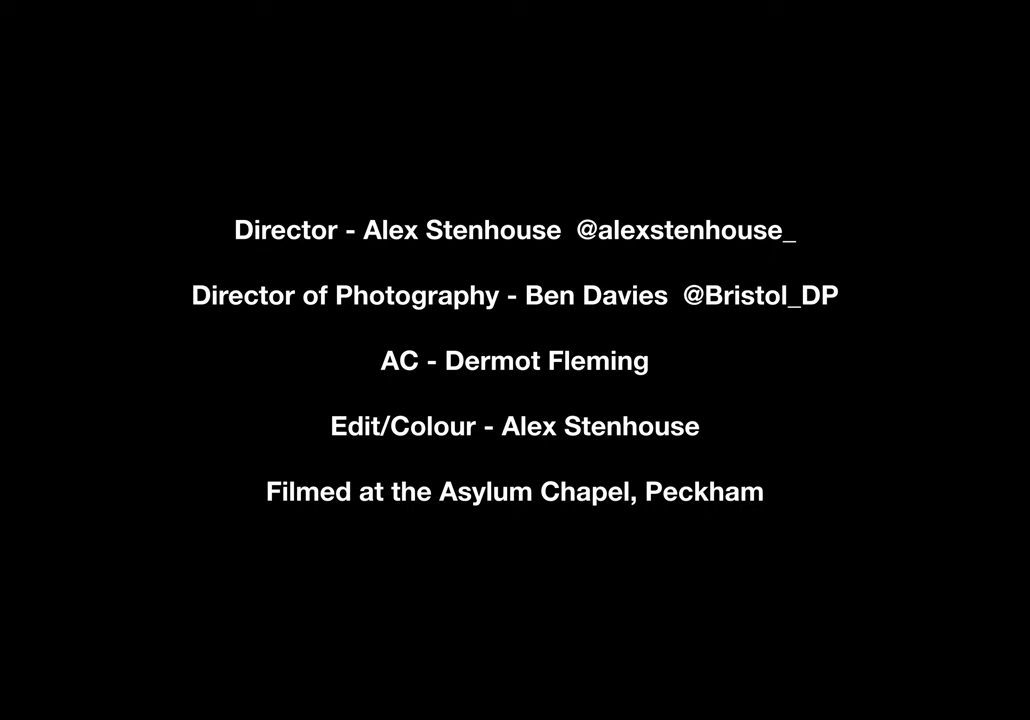 Director - Alex Stenhouse  @alexstenhouse_
Director of Photography - Ben Davies  @Bristol_DP
AC - Dermot Fleming
Edit/Colour - Alex Stenhouse
Filmed at the Asylum Chapel, Peckham